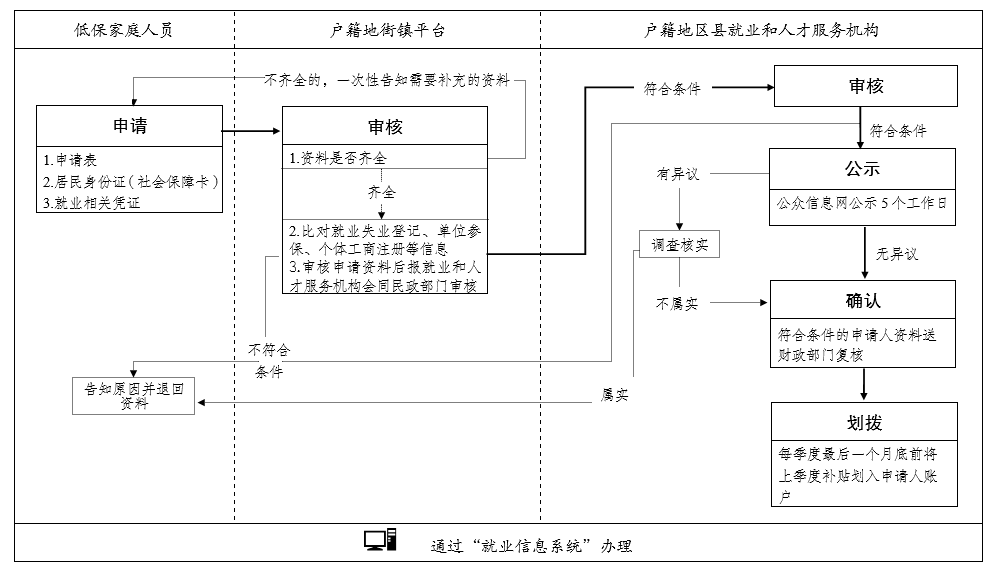 低保家庭人员
户籍地街镇平台
户籍地区县就业和人才服务机构
不齐全的，一次性告知需要补充的资料
申请
1.申请表
2.居民身份证（社会保障卡）
3.就业相关凭证
审核
1.资料是否齐全
齐全
2.比对就业失业登记、单位参
保、个体工商注册等信息
3.审核申请资料后报就业和人
才服务机构会同民政部门审核
符合条件
审核
符合条件
公示
公众信息网公示5个工作日
有异议
调查核实
无异议
不属实
确认
符合条件的申请人资料送
财政部门复核
不符合
条件
告知原因并退回
资料
属实
划拨
每季度最后一个月底前将
上季度补贴划入申请人账
户
通过“就业信息系统”办理